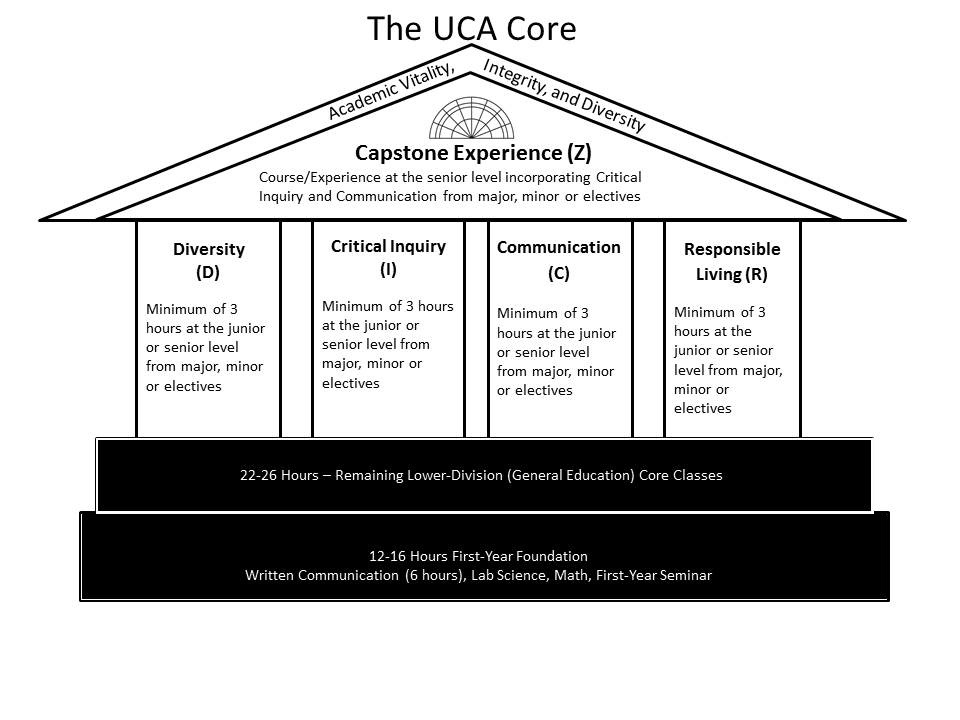 The UCA Core
Academic Vitality,
Integrity, and Diversity
Capstone Experience (Z)
Course/Experience at the senior level incorporating Critical
Inquiry and Communication from major, minor or electives
Diversity
(D)
Minimum of 3
hours at the junior
or senior level
from major, minor
or electives
Critical Inquiry
(I)
Minimum of 3 hours
at the junior or
senior level from
major, minor or
electives
Communication
(C)
Minimum of 3
hours at the junior
or senior level
from major, minor
or electives
Responsible
Living (R)
Minimum of 3
hours at the
junior or senior
level from major,
minor or
electives
22-26 Hours – Remaining Lower-Division (General Education) Core Classes
12-16 Hours First-Year Foundation
Written Communication (6 hours), Lab Science, Math, First-Year Seminar